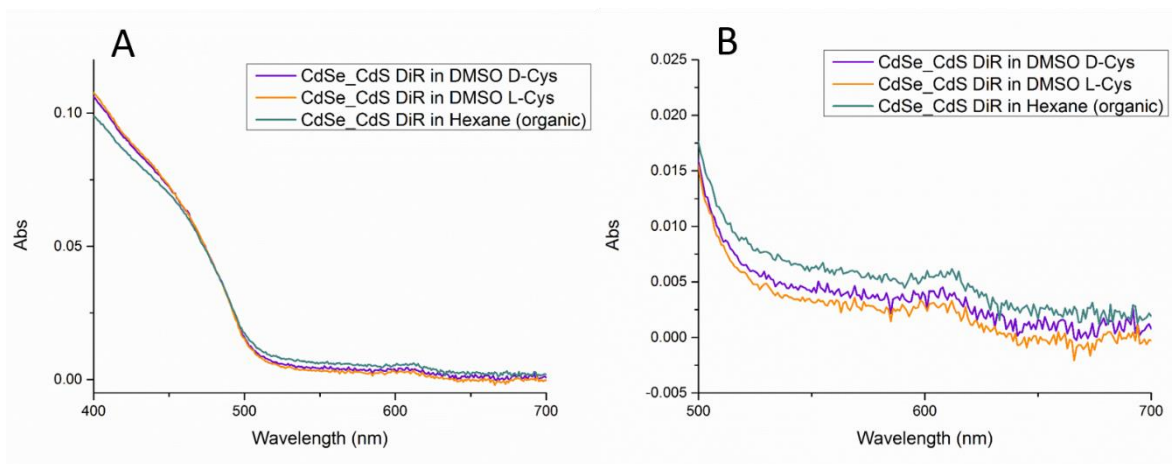 A
CdSe_CdS DiR in DMSO D-Cys
CdSe_CdS DiR in DMSO L-Cys
CdSe_CdS DiR in Hexane (organic)
0.10
0.05
0.00
Abs
400
500
600
700
Wavelength (nm)
B
CdSe_CdS DiR in DMSO D-Cys
CdSe_CdS DiR in DMSO L-Cys
CdSe_CdS DiR in Hexane (organic)
0.025
0.020
0.015
0.010
0.005
0.000
-0.005
Abs
500
600
700
Wavelength (nm)